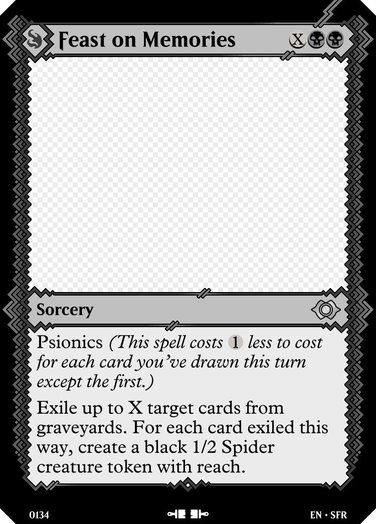 Feast on Memories X
Sorcery
Psionics (This spell costs 1 less to cost
for each card you've drawn this turn
except the first.)
Exile up to X target cards from
graveyards. For each card exiled this
way, create a black 1/2 Spider
creature token with reach.
0134
EN • SFR